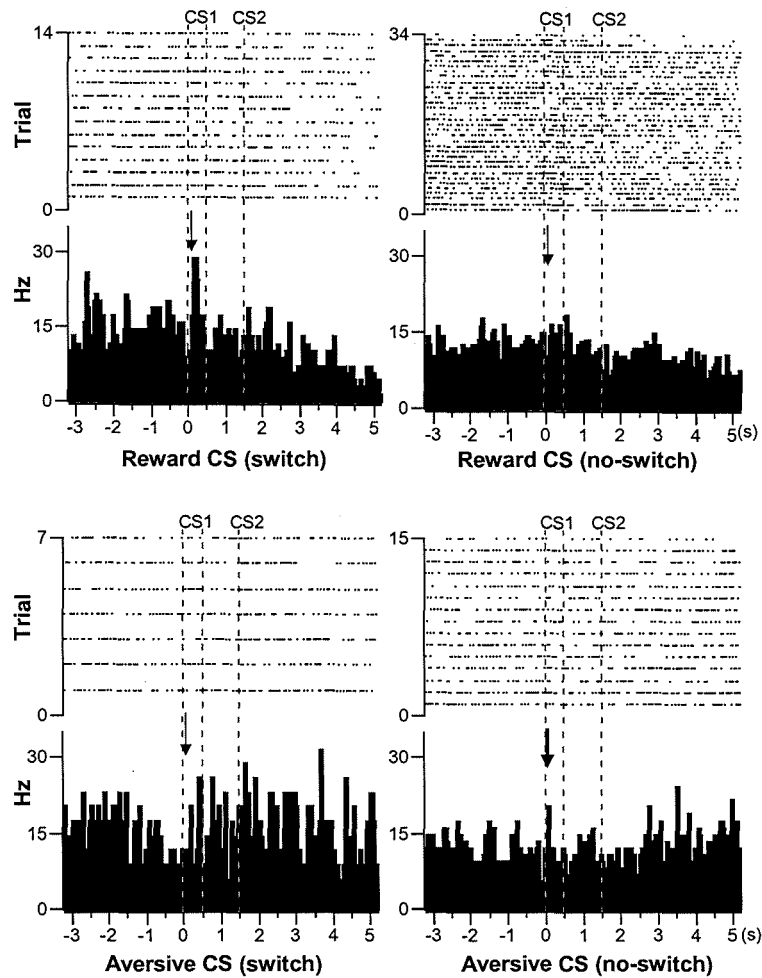 CS1 CS2
14
Trial
0
30
Hz
15
0
-3 -2 -1 0 1 2 3 4 5
Reward CS (switch)
CS1 CS2
34
0
30
15
0
-3 -2 -1 0 1 2 3 4 5(s)
Reward CS (no-switch)
CS1 CS2
7
Trial
0
30
Hz
15
0
-3 -2 -1 0 1 2 3 4 5
Aversive CS (switch)
CS1 CS2
15
0
30
15
0
-3 -2 -1 0 1 2 3 4 5 (s)
Aversive CS (no-switch)